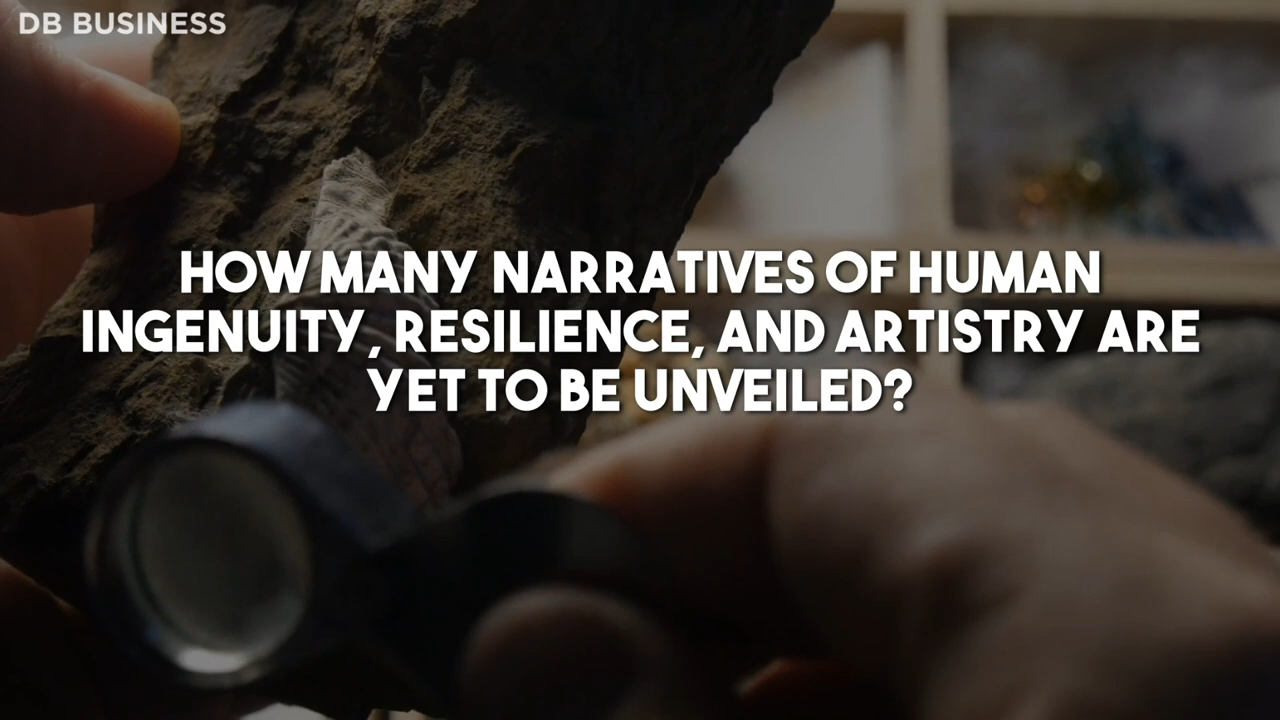 DB BUSINESS
HOW MANY NARRATIVES OF HUMAN
INGENUITY, RESILIENCE, AND ARTISTRY ARE
YET TO BE UNVEILED?